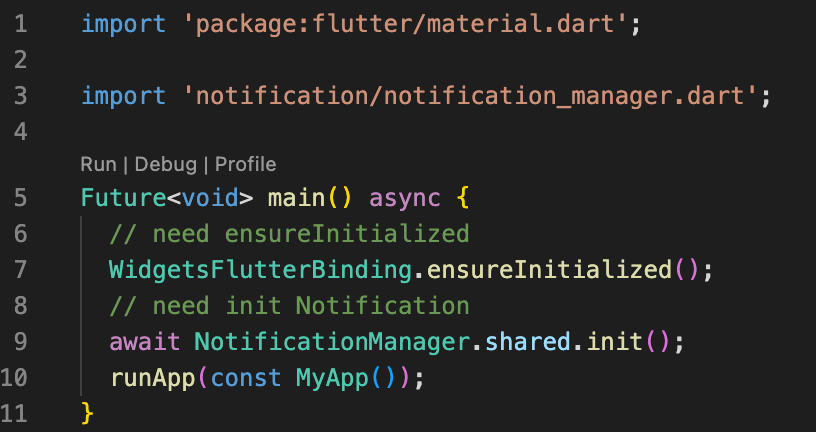 1 import 'package:flutter/material.dart';
2
3 import 'notification/notification_manager.dart';
4
Run | Debug | Profile
5 Future<void> main() async {
6 // need ensureInitialized
7 WidgetsFlutterBinding.ensureInitialized();
8 // need init Notification
9 await NotificationManager.shared.init();
10 runApp(const MyApp());
11 }